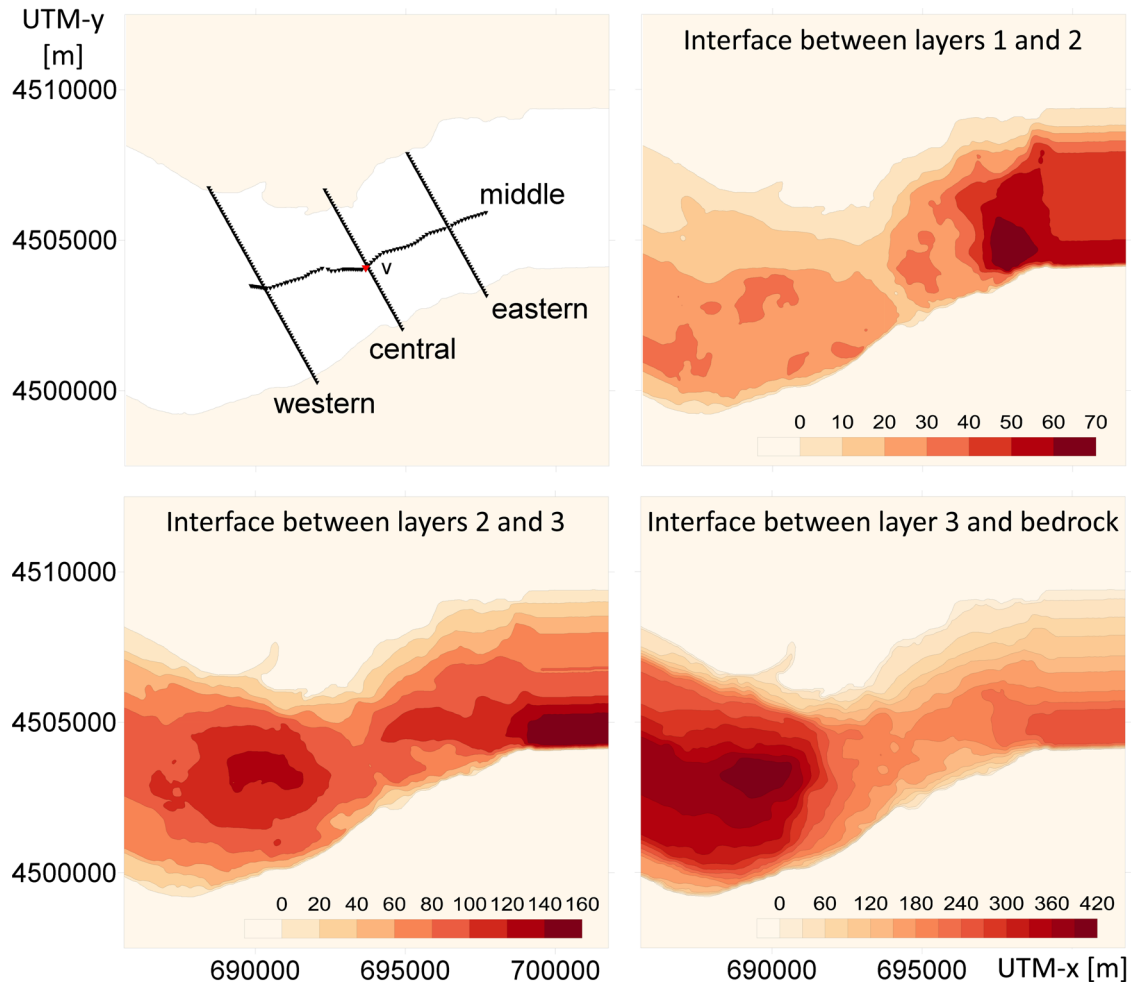 UTM-y
[m]
4510000
4505000
4500000
middle
v
eastern
central
western
Interface between layers 1 and 2
0 10 20 30 40 50 60 70
Interface between layers 2 and 3
4510000
4505000
4500000
0 20 40 60 80 100 120 140 160
690000 695000 700000
Interface between layer 3 and bedrock
0 60 120 180 240 300 360 420
690000 695000 UTM-x [m]